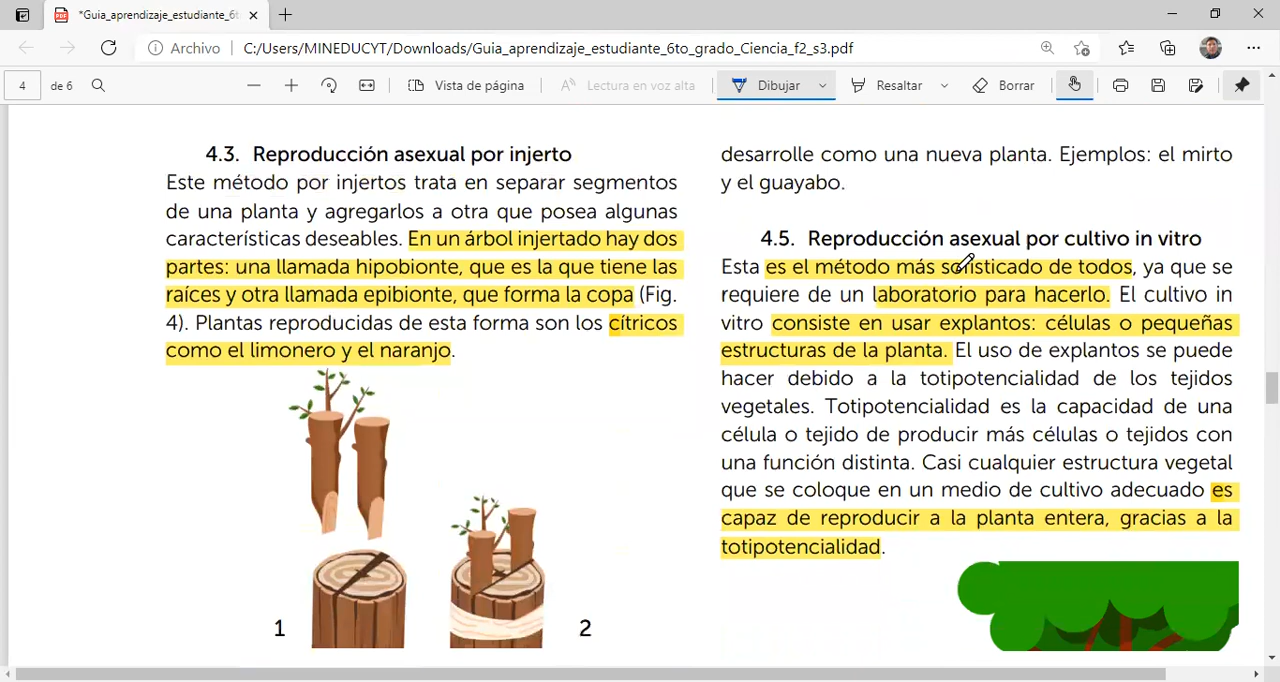 *Guia_aprendizaje_estudiante_6t
Archivo
C:/Users/MINEDUCYT/Downloads/Guia_aprendizaje_estudiante_6to_grado_Ciencia_f2_s3.pdf
4 de 6
Vista de página
Lectura en voz alta
Dibujar
Resaltar
Borrar
4.3. Reproducción asexual por injerto
Este método por injertos trata en separar segmentos
de una planta y agregarlos a otra que posea algunas
características deseables. En un árbol injertado hay dos
partes: una llamada hipobionte, que es la que tiene las
raíces y otra llamada epibionte, que forma la copa (Fig.
4). Plantas reproducidas de esta forma son los cítricos
como el limonero y el naranjo.
1
2
desarrolle como una nueva planta. Ejemplos: el mirto
y el guayabo.
4.5. Reproducción asexual por cultivo in vitro
Esta es el método más sofisticado de todos, ya que se
requiere de un laboratorio para hacerlo. El cultivo in
vitro consiste en usar explantos: células o pequeñas
estructuras de la planta. El uso de explantos se puede
hacer debido a la totipotencialidad de los tejidos
vegetales. Totipotencialidad es la capacidad de una
célula o tejido de producir más células o tejidos con
una función distinta. Casi cualquier estructura vegetal
que se coloque en un medio de cultivo adecuado es
capaz de reproducir a la planta entera, gracias a la
totipotencialidad.